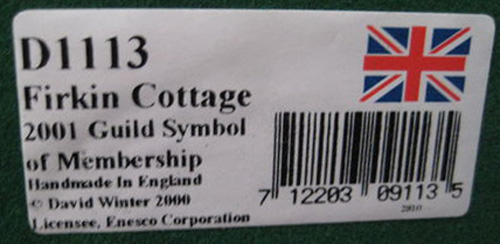 D1113
Firkin Cottage
2001 Guild Symbol
of Membership
Handmade In England
© David Winter 2000
Licensee, Enesco Corporation
7 12203 09113 5